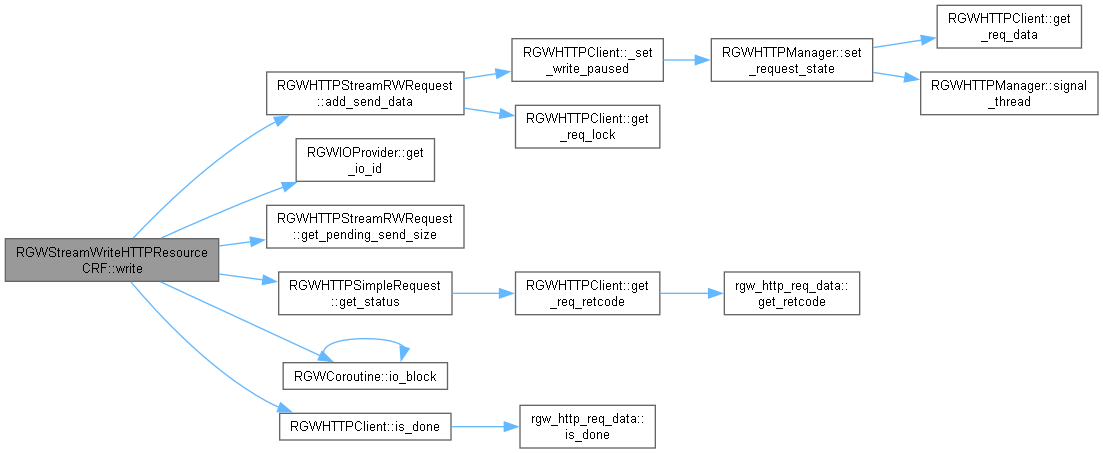 RGWStreamWriteHTTPResource
CRF::write
RGWHTTPStreamRWRequest
::add_send_data
RGWHTTPClient::_set
_write_paused
RGWHTTPManager::set
_request_state
RGWHTTPClient::get
_req_data
RGWHTTPManager::signal
_thread
RGWHTTPClient::get
_req_lock
RGWIOProvider::get
_io_id
RGWHTTPStreamRWRequest
::get_pending_send_size
RGWHTTPSimpleRequest
::get_status
RGWHTTPClient::get
_req_retcode
rgw_http_req_data::
get_retcode
RGWCoroutine::io_block
RGWHTTPClient::is_done
rgw_http_req_data::
is_done